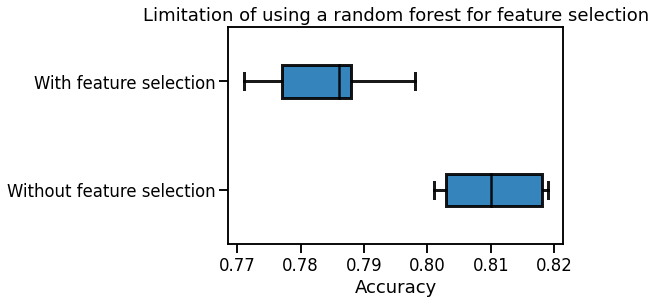 Limitation of using a random forest for feature selection
With feature selection
Without feature selection
0.77 0.78 0.79 0.80 0.81 0.82
Accuracy